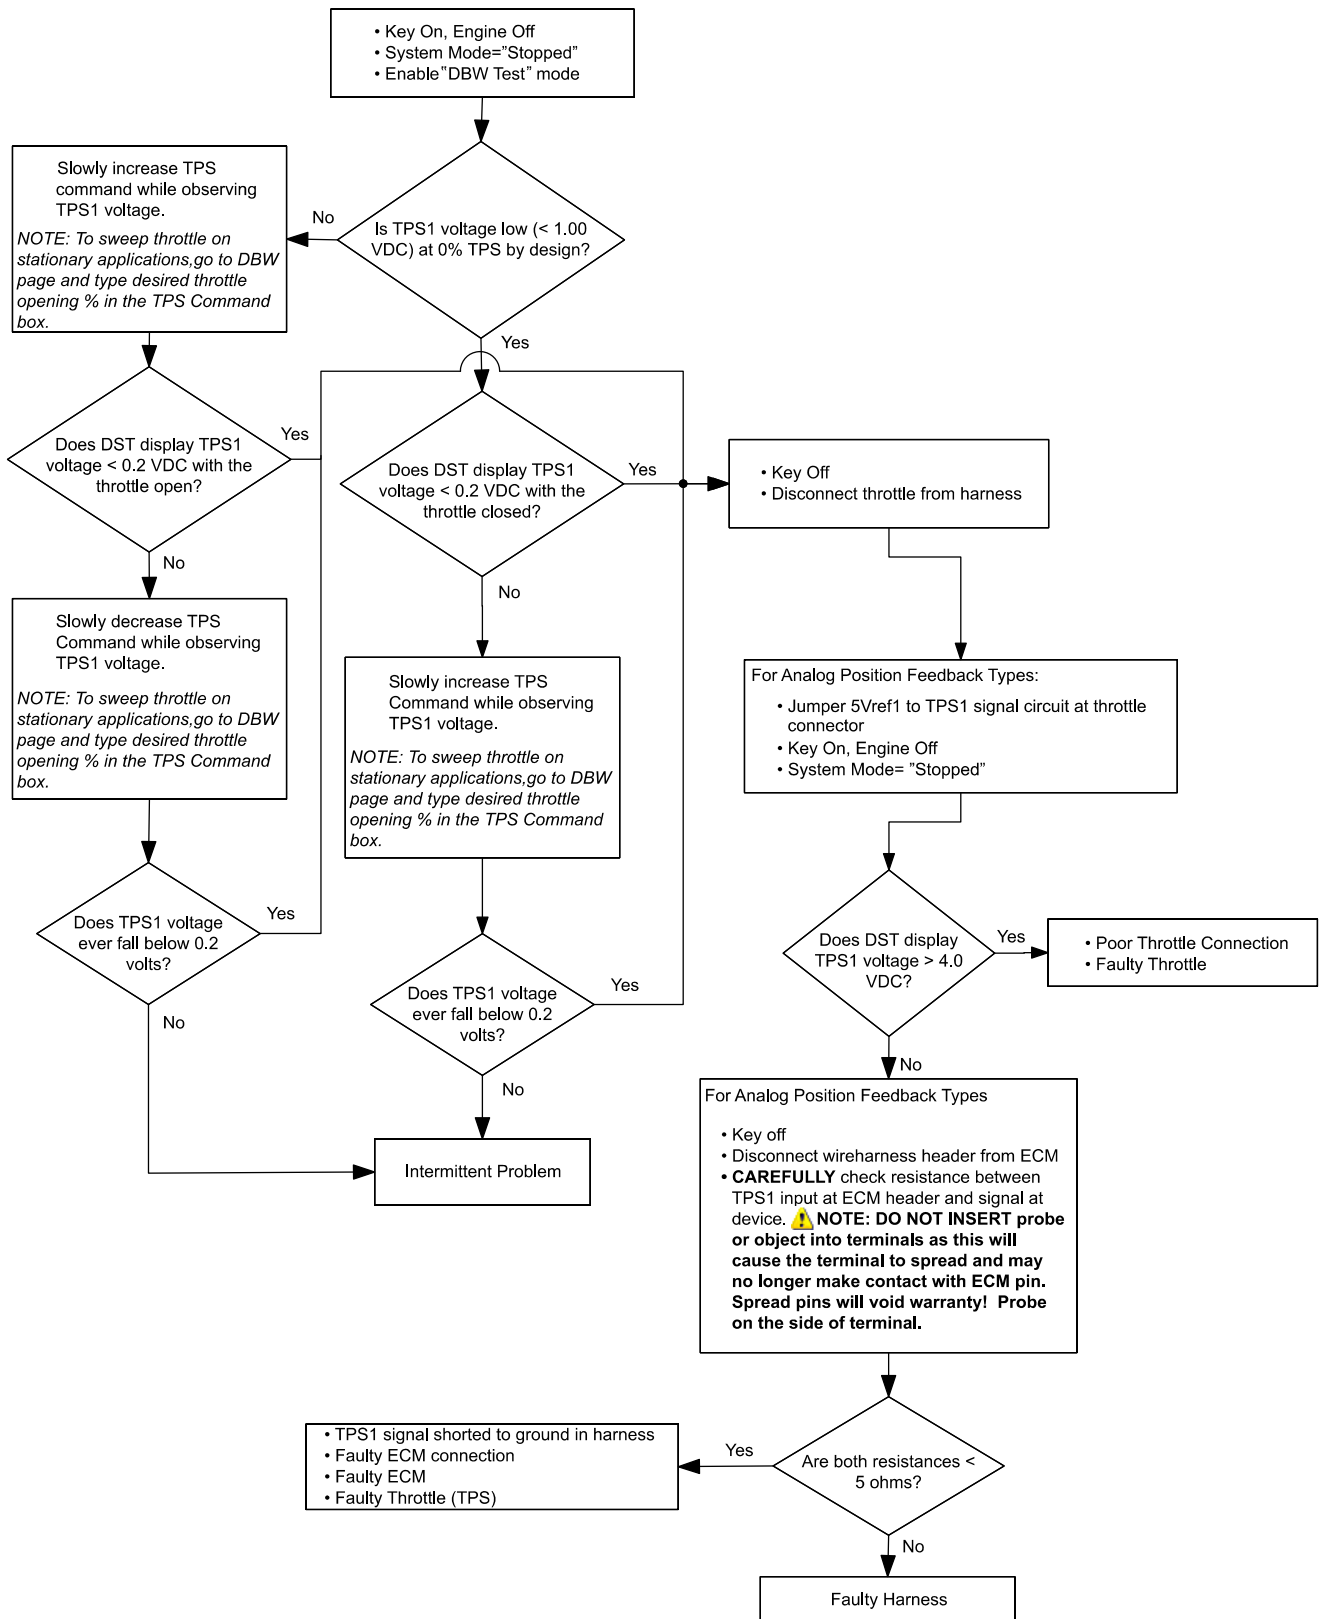 • Key On, Engine Off
• System Mode=”Stopped”
• Enable“DBW Test” mode
Slowly increase TPS
command while observing
TPS1 voltage.
NOTE: To sweep throttle on
stationary applications,go to DBW
page and type desired throttle
opening % in the TPS Command
box.
No
Is TPS1 voltage low (< 1.00
VDC) at 0% TPS by design?
Yes
Does DST display TPS1
voltage < 0.2 VDC with the
throttle open?
Yes
No
Does DST display TPS1
voltage < 0.2 VDC with the
throttle closed?
Yes
No
• Key Off
• Disconnect throttle from harness
Slowly decrease TPS
Command while observing
TPS1 voltage.
NOTE: To sweep throttle on
stationary applications,go to DBW
page and type desired throttle
opening % in the TPS Command
box.
Slowly increase TPS
Command while observing
TPS1 voltage.
NOTE: To sweep throttle on
stationary applications,go to DBW
page and type desired throttle
opening % in the TPS Command
box.
For Analog Position Feedback Types:
• Jumper 5Vref1 to TPS1 signal circuit at throttle
connector
• Key On, Engine Off
• System Mode= ”Stopped”
Does TPS1 voltage
ever fall below 0.2
volts?
Yes
No
Does TPS1 voltage
ever fall below 0.2
volts?
Yes
No
Does DST display
TPS1 voltage > 4.0
VDC?
Yes
No
• Poor Throttle Connection
• Faulty Throttle
Intermittent Problem
For Analog Position Feedback Types
• Key off
• Disconnect wireharness header from ECM
• CAREFULLY check resistance between
TPS1 input at ECM header and signal at
device. NOTE: DO NOT INSERT probe
or object into terminals as this will
cause the terminal to spread and may
no longer make contact with ECM pin.
Spread pins will void warranty! Probe
on the side of terminal.
• TPS1 signal shorted to ground in harness
• Faulty ECM connection
• Faulty ECM
• Faulty Throttle (TPS)
Yes
Are both resistances <
5 ohms?
No
Faulty Harness